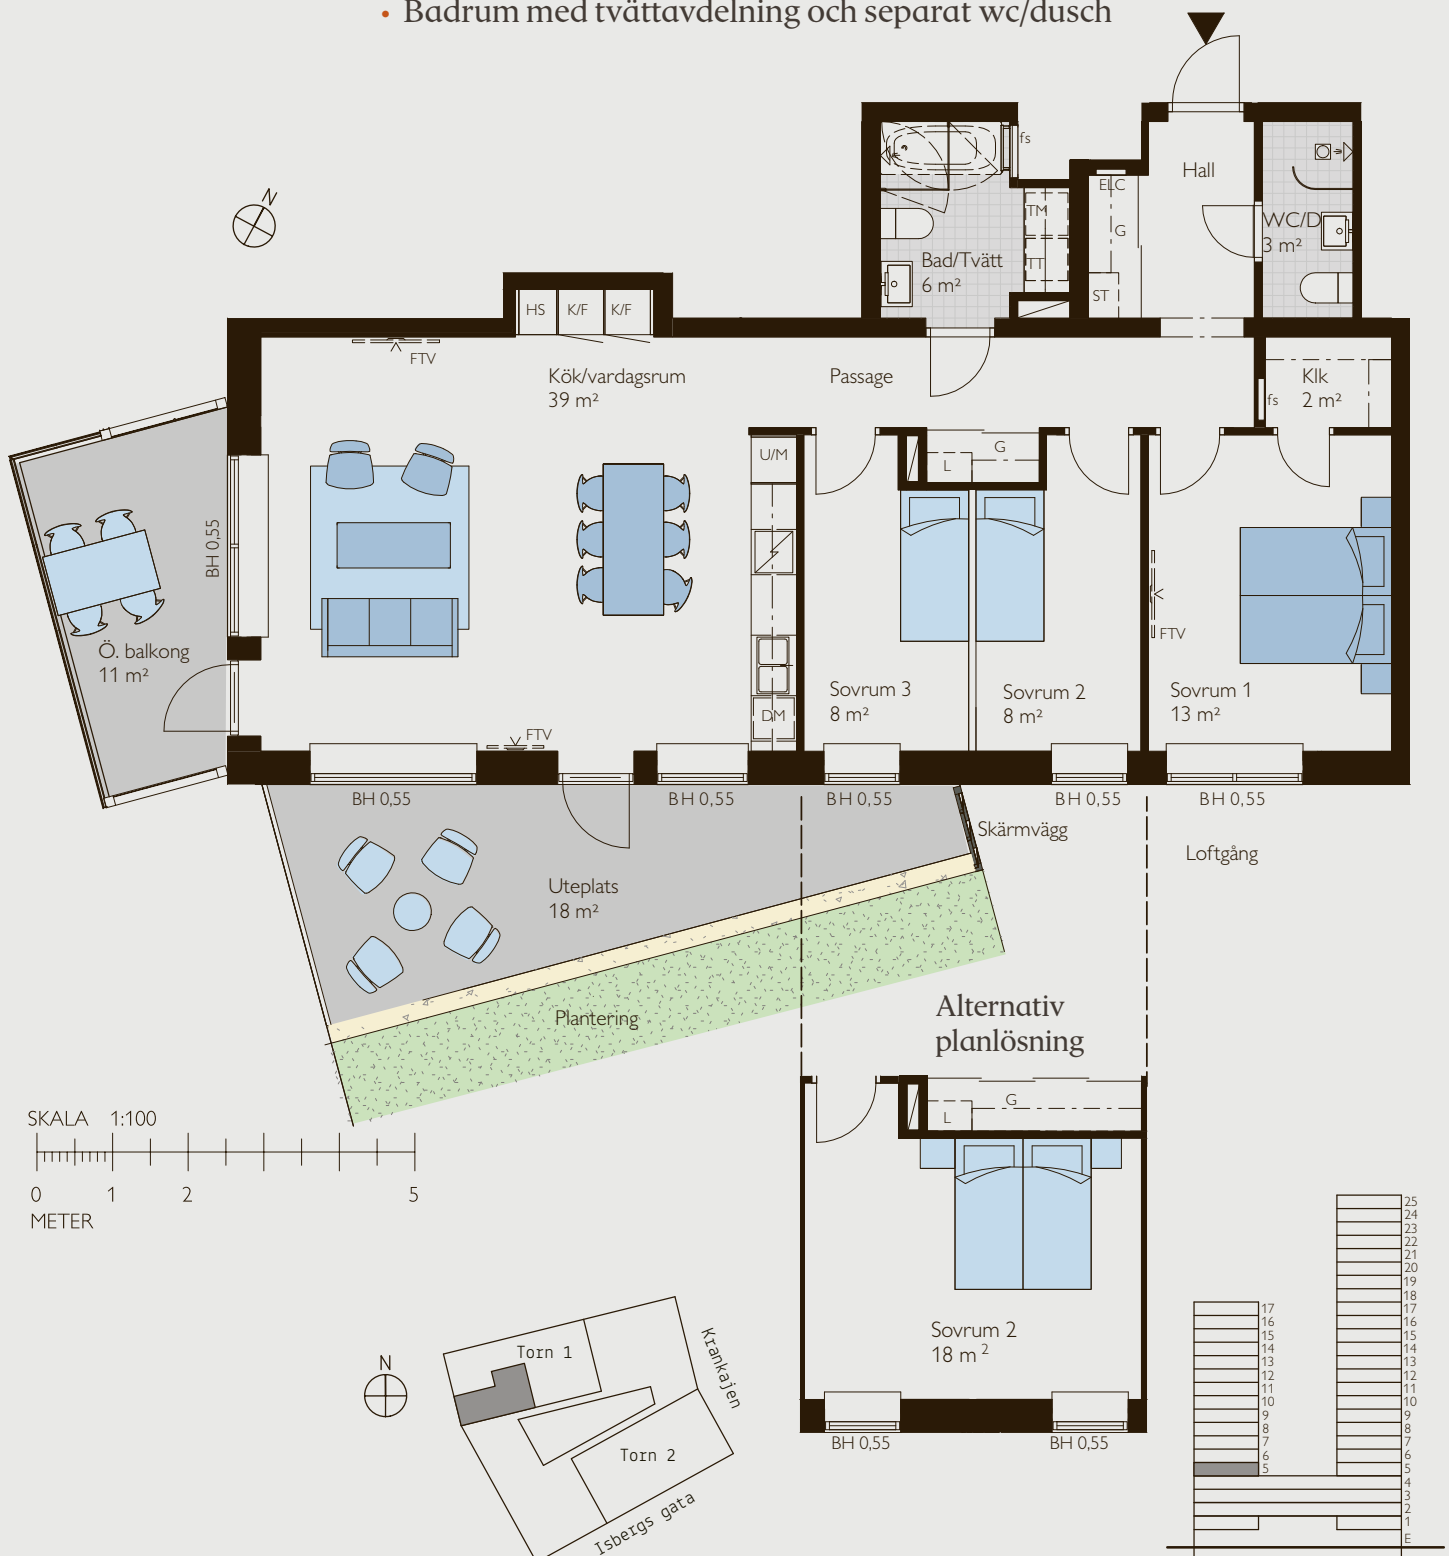 • Badrum med tvättavdelning och separat wc/dusch
fs
Hall
ELC
G
WC/D
3 m²
TM
TT
Bad/Tvätt
6 m²
ST
N
HS
K/F
K/F
FTV
Kök/vardagsrum
39 m²
Passage
Klk
2 m²
fs
U/M
L
G
BH 0,55
FTV
Ö. balkong
11 m²
Sovrum 3
8 m²
Sovrum 2
8 m²
Sovrum 1
13 m²
DM
FTV
BH 0,55
BH 0,55
BH 0,55
BH 0,55
BH 0,55
Skärmvägg
Loftgång
Uteplats
18 m²
Plantering
Alternativ
planlösning
L
G
SKALA 1:100
0 1 2 5
METER
Sovrum 2
18 m²
BH 0,55
BH 0,55
N
Torn 1
Krankajen
Torn 2
Isbergs gata
17
16
15
14
13
12
11
10
9
8
7
6
5
25
24
23
22
21
20
19
18
17
16
15
14
13
12
11
10
9
8
7
6
5
4
3
2
1
E